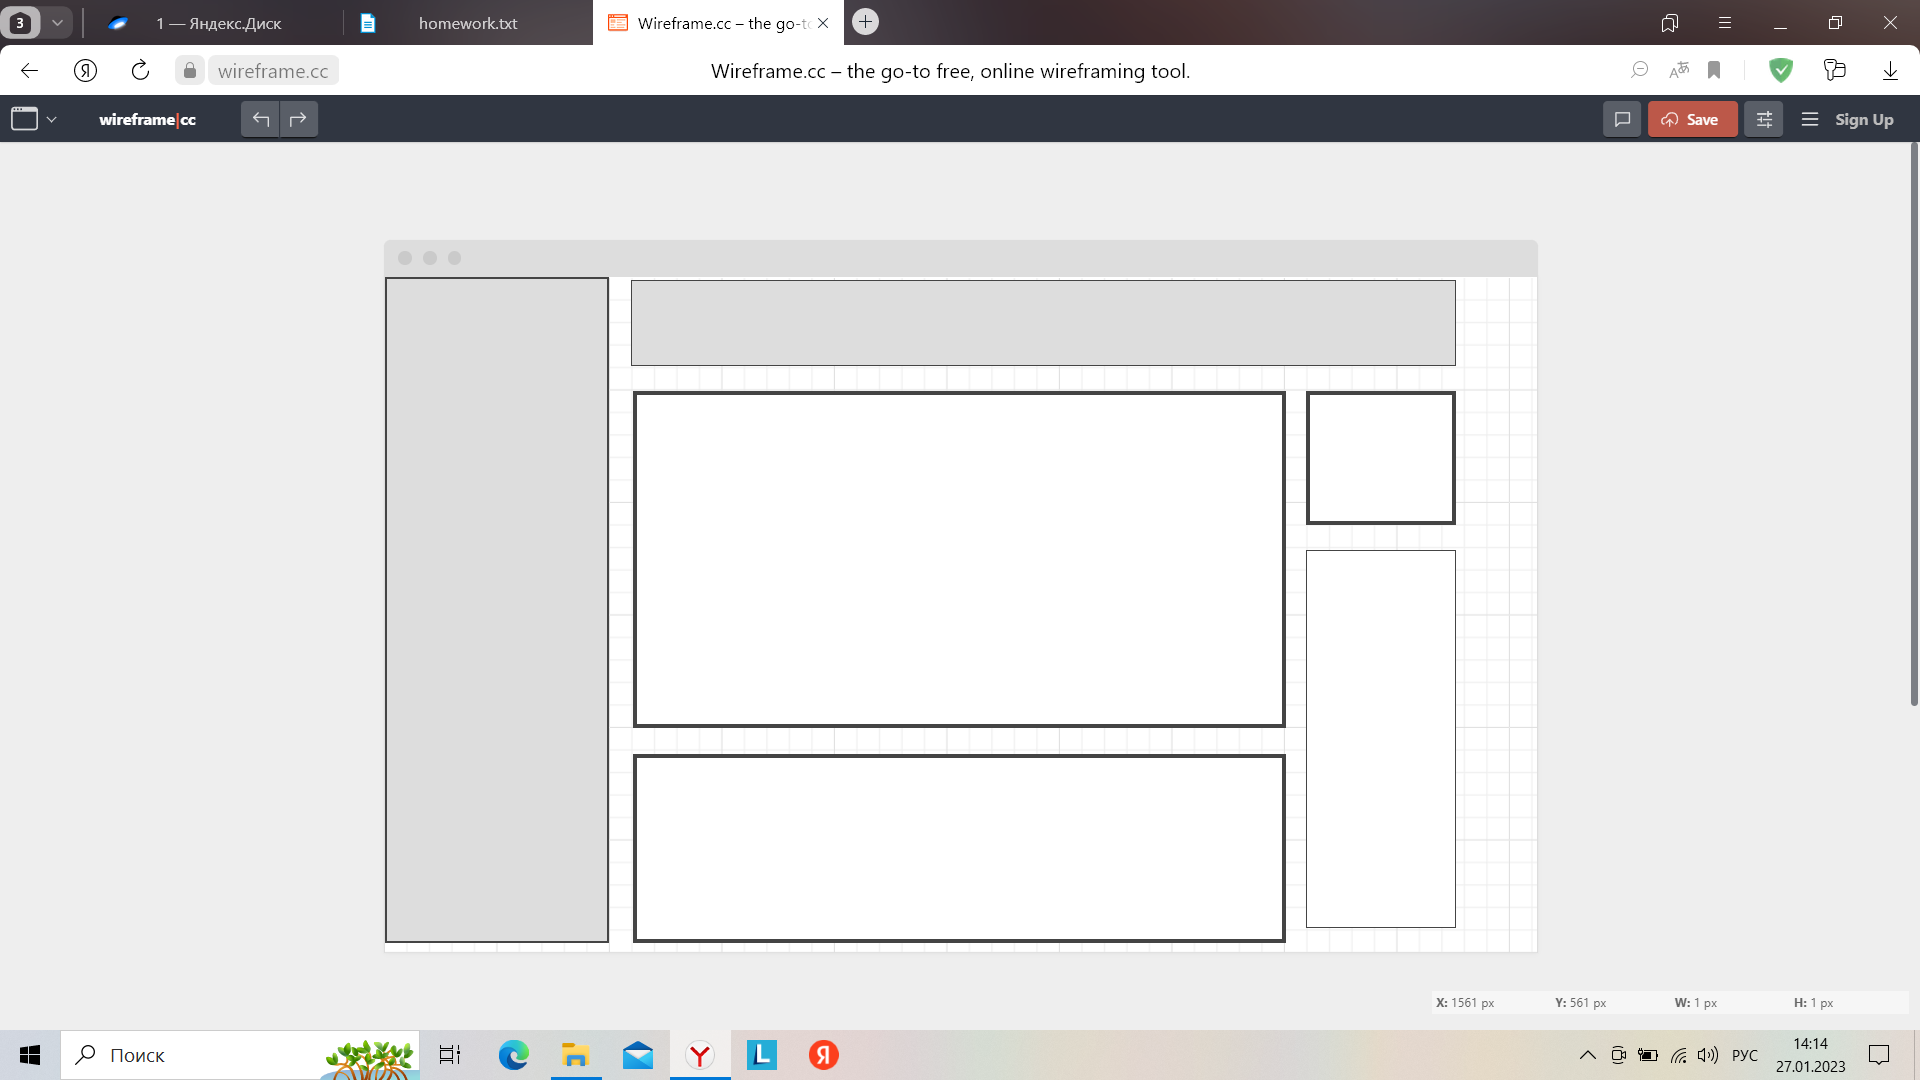 3
1 — Яндекс.Диск
homework.txt
Wireframe.cc – the go-to
Я
wireframe.cc
Wireframe.cc – the go-to free, online wireframing tool.
wireframe|cc
Save
Sign Up
X: 1561 px
Y: 561 px
W: 1 px
H: 1 px
Поиск
Y
L
Я
РУС
14:14
27.01.2023